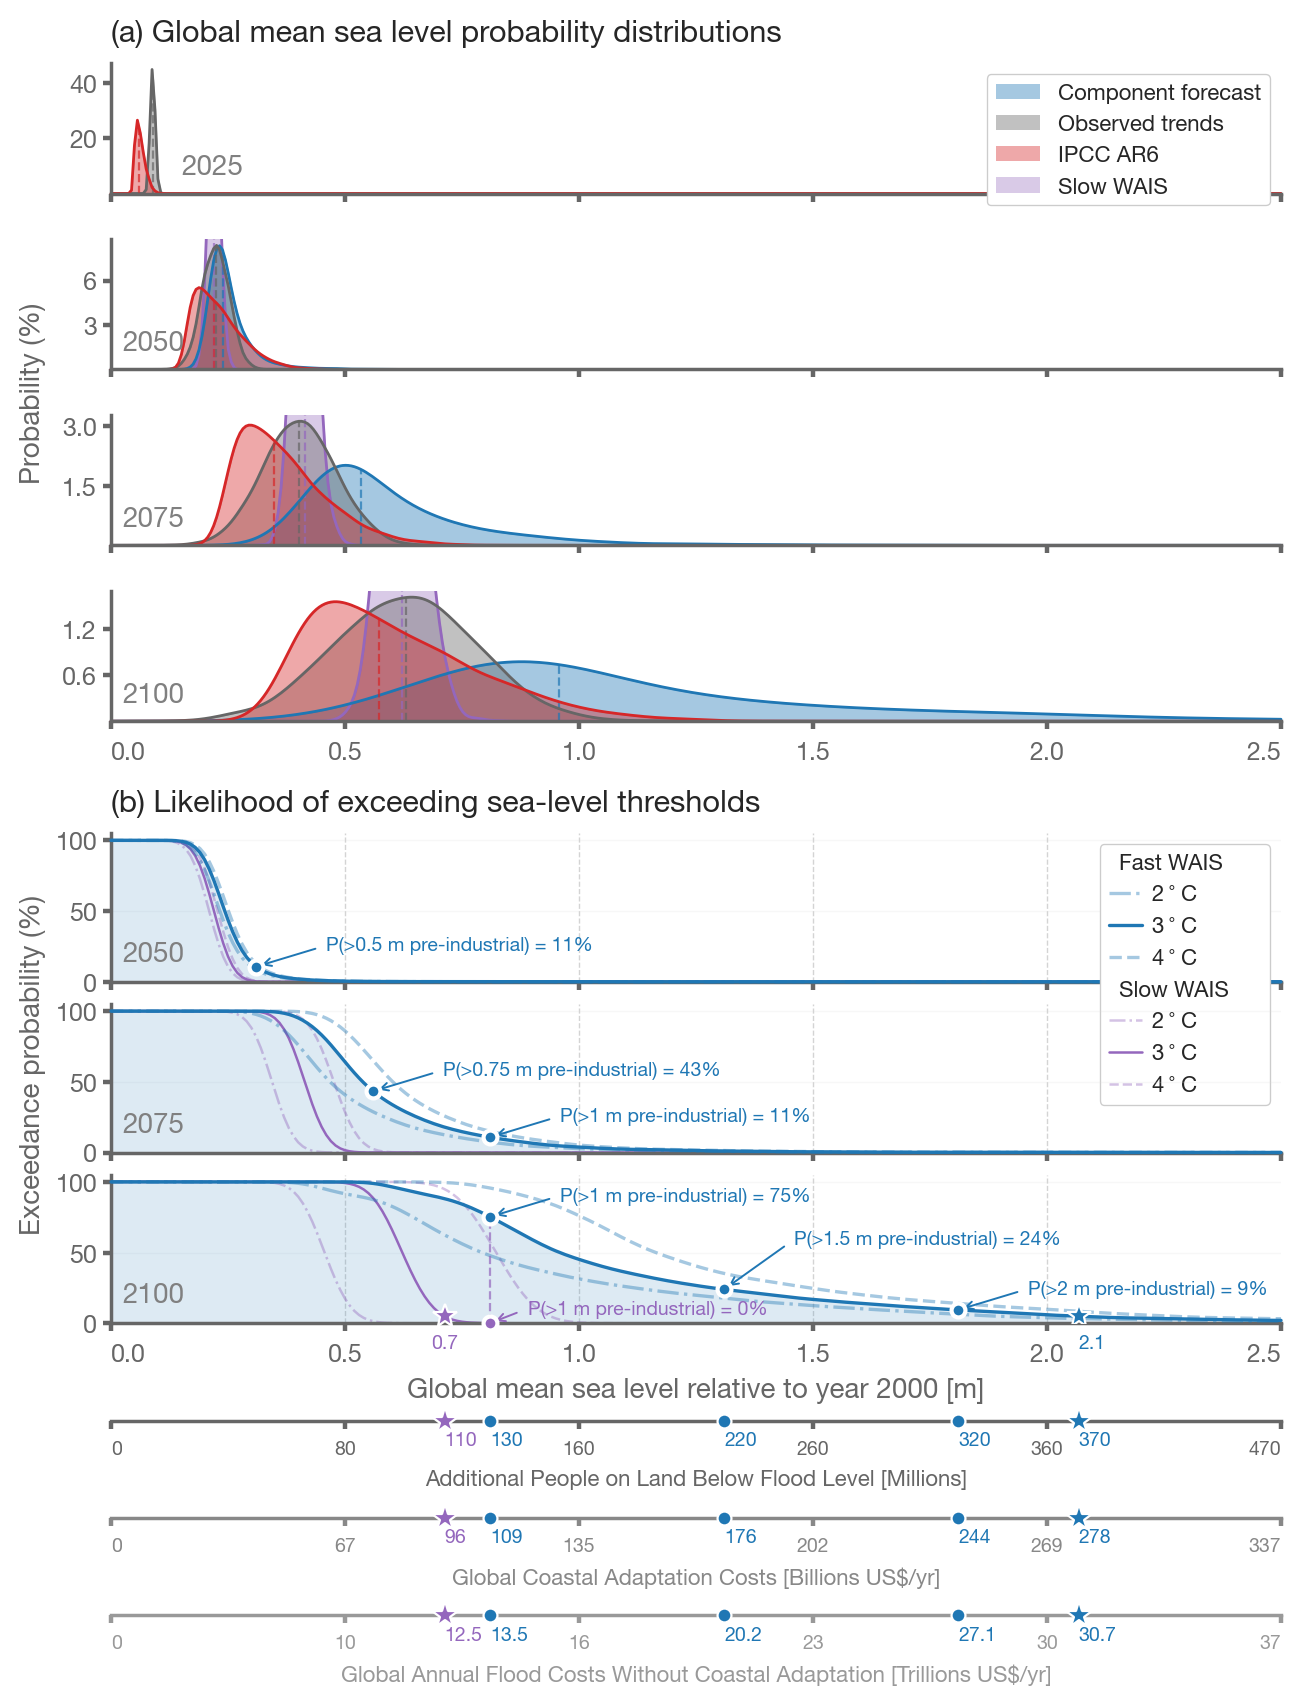 (a) Global mean sea level probability distributions
40
20
2025
Component forecast
Observed trends
IPCC AR6
Slow WAIS
6
3
2050
Probability (%)
3.0
1.5
2075
1.2
0.6
2100
0.0 0.5 1.0 1.5 2.0 2.5
(b) Likelihood of exceeding sea-level thresholds
100
50
0
2050
P(>0.5 m pre-industrial) = 11%
Fast WAIS
2°C
3°C
4°C
Slow WAIS
2°C
3°C
4°C
Exceedance probability (%)
100
50
0
2075
P(>0.75 m pre-industrial) = 43%
P(>1 m pre-industrial) = 11%
100
50
0
2100
P(>1 m pre-industrial) = 75%
P(>1.5 m pre-industrial) = 24%
P(>2 m pre-industrial) = 9%
P(>1 m pre-industrial) = 0%
0.7 2.1
0.0 0.5 1.0 1.5 2.0 2.5
Global mean sea level relative to year 2000 [m]
110 130 220 320 370
0 80 160 260 360 470
Additional People on Land Below Flood Level [Millions]
96 109 176 244 278
0 67 135 202 269 337
Global Coastal Adaptation Costs [Billions US$/yr]
12.5 13.5 20.2 27.1 30.7
0 10 16 23 30 37
Global Annual Flood Costs Without Coastal Adaptation [Trillions US$/yr]